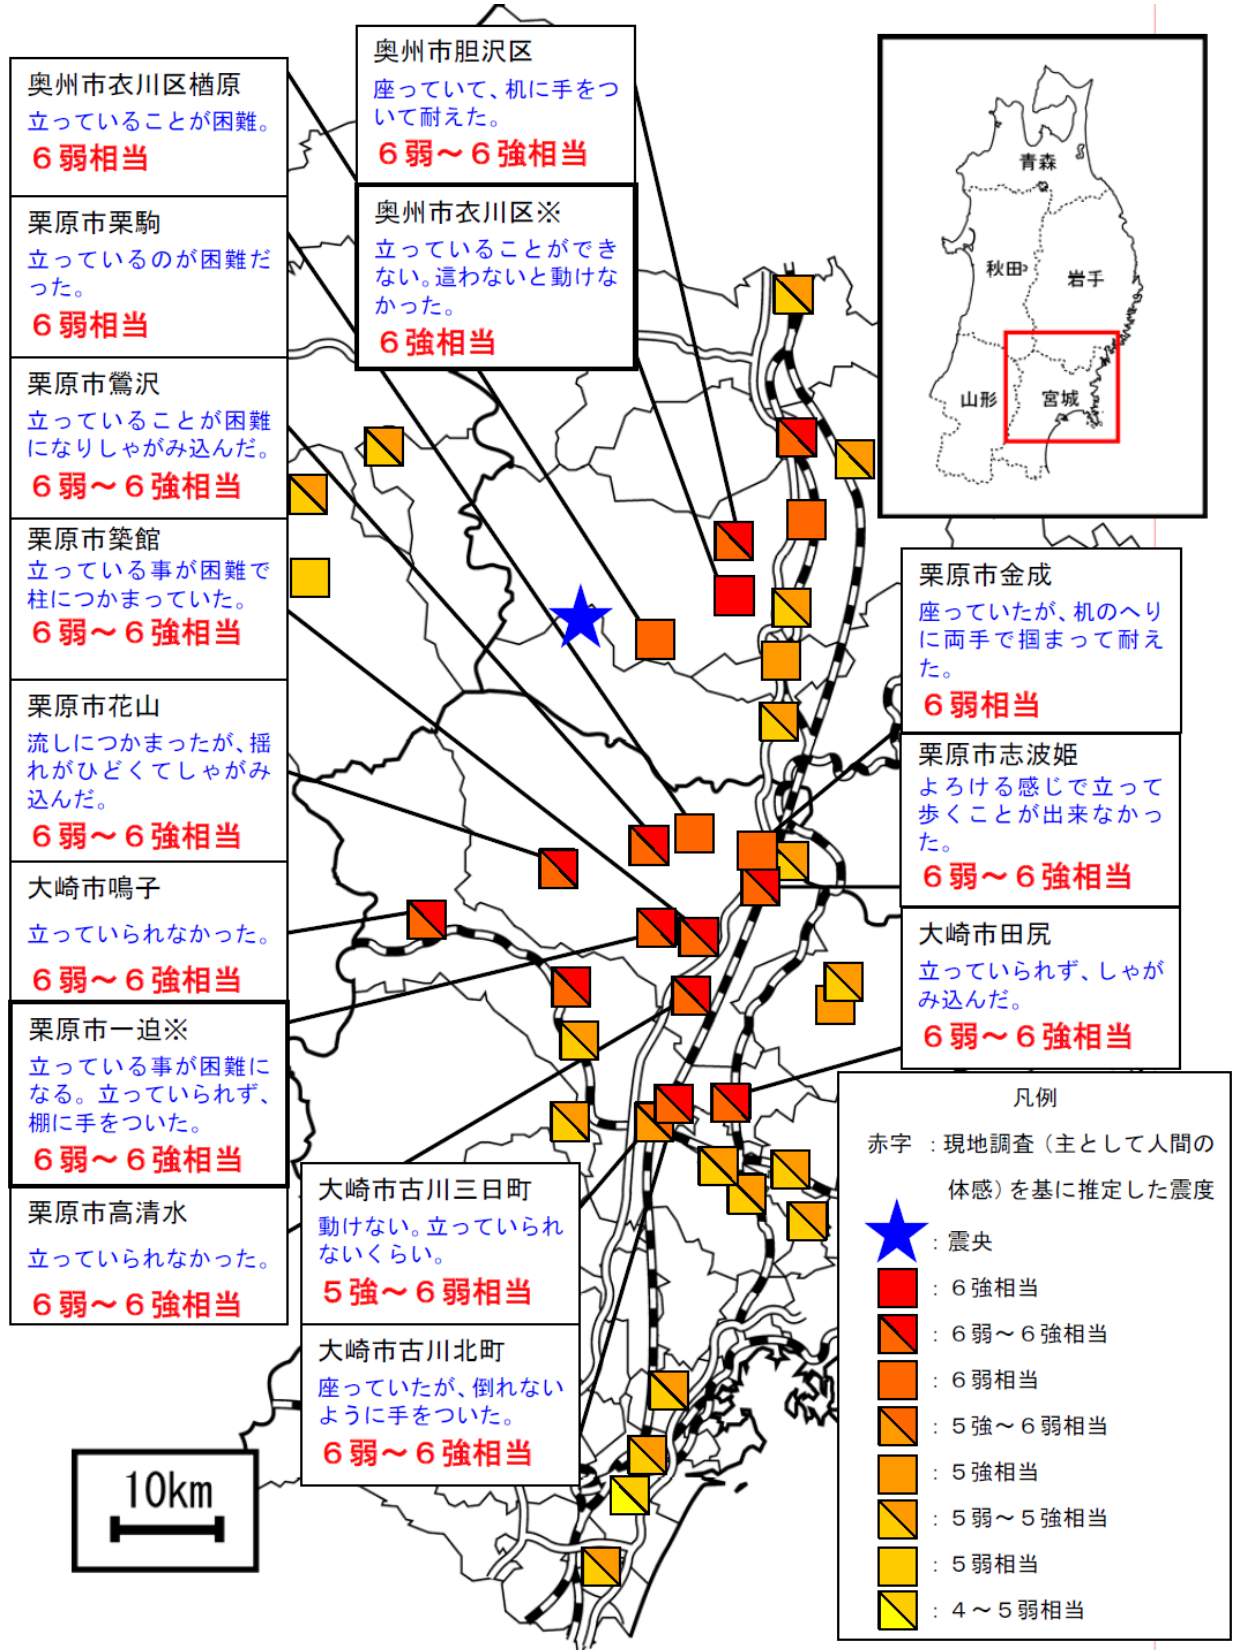 奥州市衣川区楢原
立っていることが困難。
６弱相当
栗原市栗駒
立っているのが困難だ
った。
６弱相当
栗原市鶯沢
立っていることが困難
になりしゃがみ込んだ。
６弱～６強相当
栗原市築館
立っている事が困難で
柱につかまっていた。
６弱～６強相当
栗原市花山
流しにつかまったが、揺
れがひどくてしゃがみ
込んだ。
６弱～６強相当
大崎市鳴子
立っていられなかった。
６弱～６強相当
栗原市一迫※
立っている事が困難に
なる。立っていられず、
棚に手をついた。
６弱～６強相当
栗原市高清水
立っていられなかった。
６弱～６強相当
奥州市胆沢区
座っていて、机に手をつ
いて耐えた。
６弱～６強相当
奥州市衣川区※
立っていることができ
ない。這わないと動けな
かった。
６強相当
大崎市古川三日町
動けない。立っていられ
ないくらい。
５強～６弱相当
大崎市古川北町
座っていたが、倒れない
ように手をついた。
６弱～６強相当
青森
秋田
岩手
山形
宮城
栗原市金成
座っていたが、机のへり
に両手で掴まって耐え
た。
６弱相当
栗原市志波姫
よろける感じで立って
歩くことが出来なかっ
た。
６弱～６強相当
大崎市田尻
立っていられず、しゃが
み込んだ。
６弱～６強相当
凡例
赤字：現地調査（主として人間の
体感）を基に推定した震度
：震央
：６強相当
：６弱～６強相当
：６弱相当
：５強～６弱相当
：５強相当
：５弱～５強相当
：５弱相当
：４～５弱相当
10km